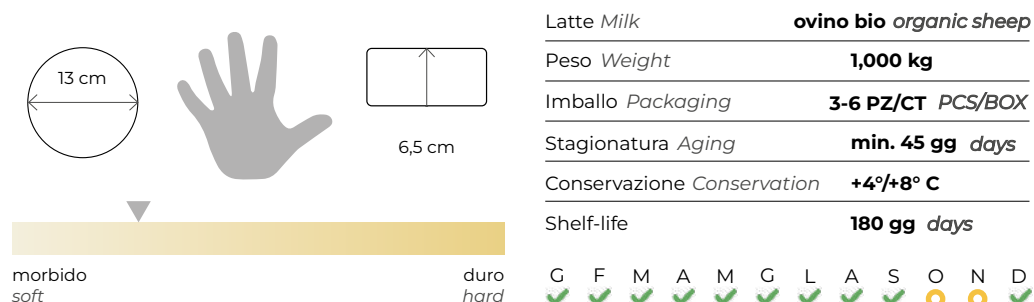 13 cm
6,5 cm
morbido
soft
duro
hard
Latte Milk ovino bio organic sheep
Peso Weight 1,000 kg
Imballo Packaging 3-6 PZ/CT PCS/BOX
Stagionatura Aging min. 45 gg days
Conservazione Conservation +4°/+8° C
Shelf-life 180 gg days
G F M A M G L A S O N D